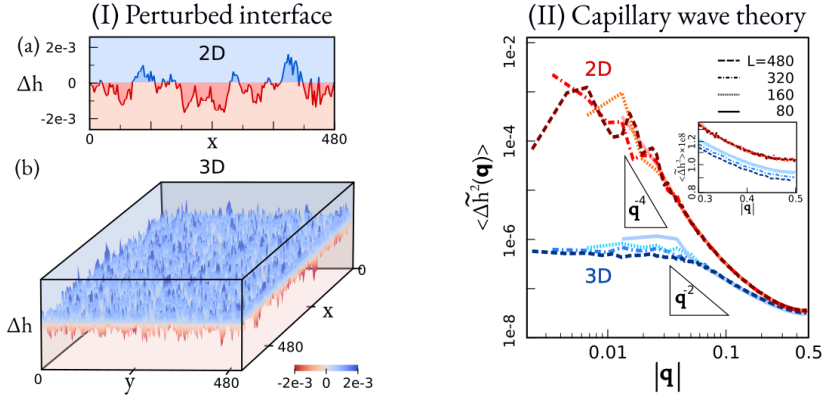 (I) Perturbed interface
(a)
2D
2e-3
0
-2e-3
Δh
0
x
480
(b)
3D
Δh
0
y
480
480
x
0
-2e-3
0
2e-3
(II) Capillary wave theory
1e-2
1e-4
1e-6
1e-8
<Δh̃²(q)>
2D
3D
L=480
320
160
80
q⁻⁴
q⁻²
<Δh̃²>×1e8
1.2
1.0
0.8
0.3
0.4
0.5
|q|
0.01
0.1
0.5
|q|